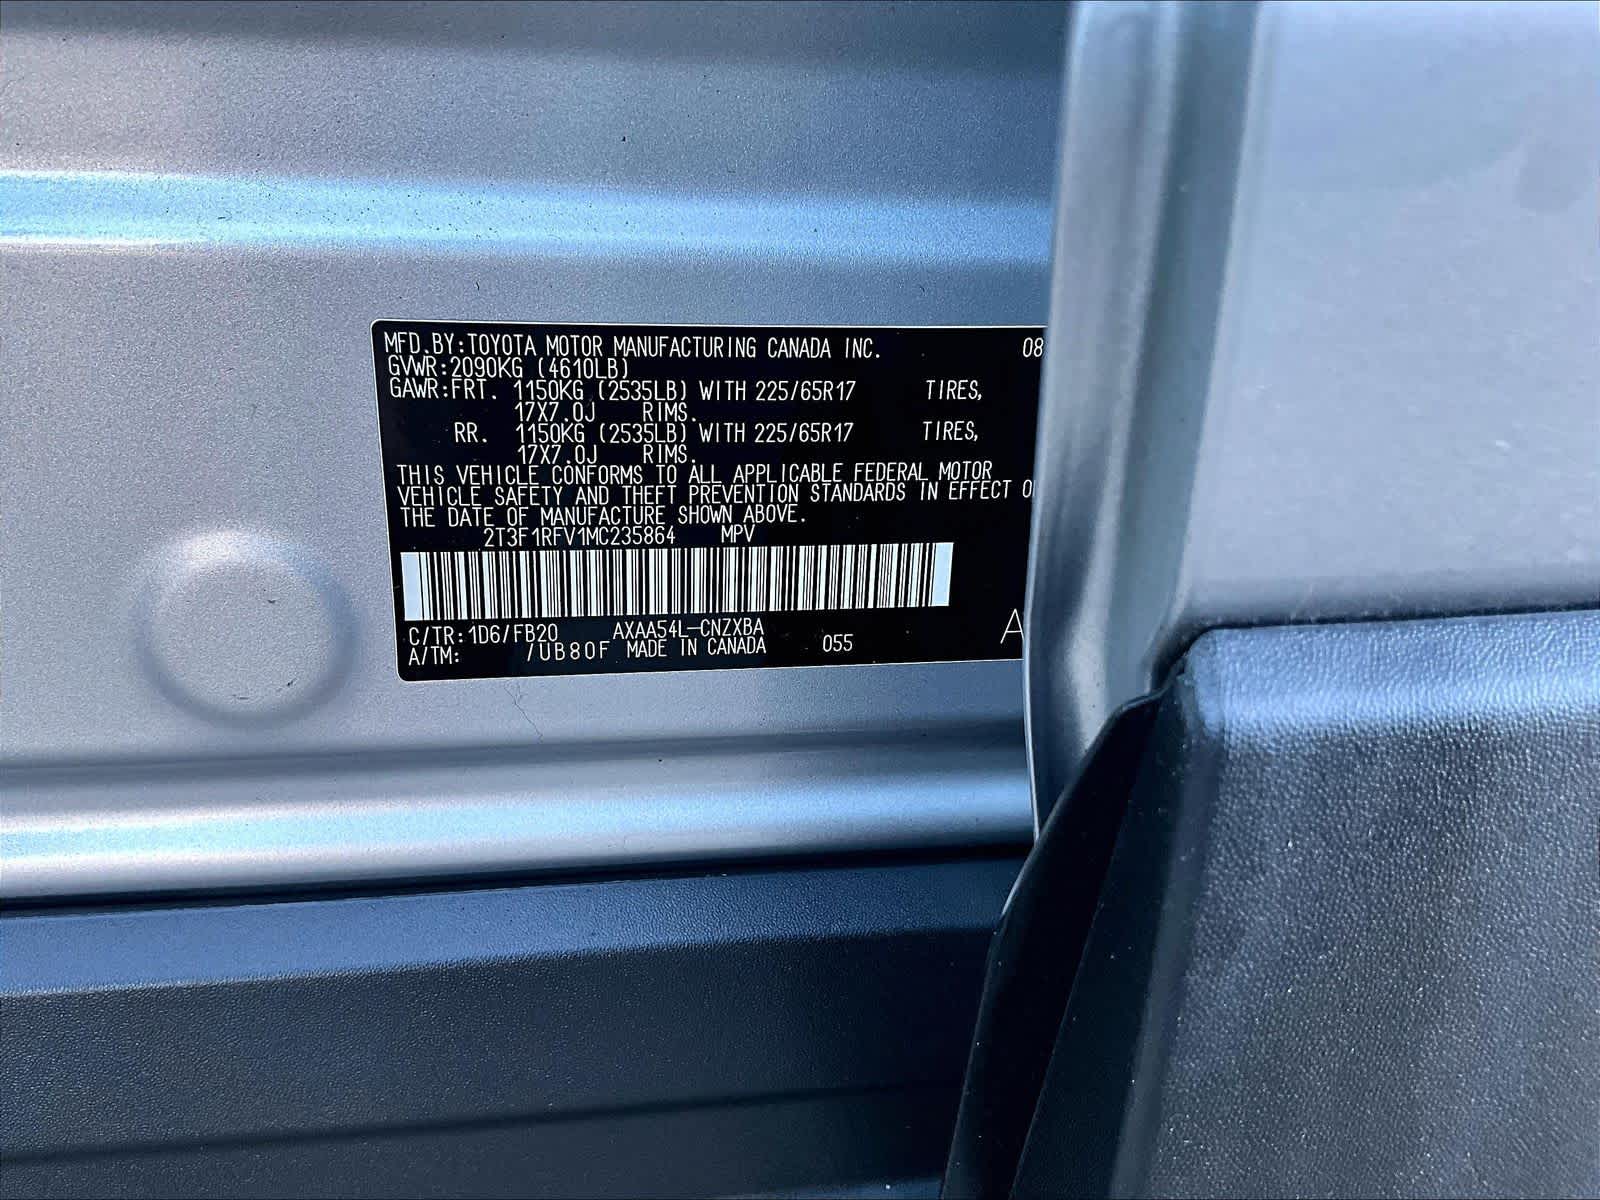 MFD.BY:TOYOTA MOTOR MANUFACTURING CANADA INC. 08
GVWR:2090KG (4610LB)
GAWR:FRT. 1150KG (2535LB) WITH 225/65R17 TIRES,
17X7.0J RIMS.
RR. 1150KG (2535LB) WITH 225/65R17 TIRES,
17X7.0J RIMS.
THIS VEHICLE CONFORMS TO ALL APPLICABLE FEDERAL MOTOR
VEHICLE SAFETY AND THEFT PREVENTION STANDARDS IN EFFECT O
THE DATE OF MANUFACTURE SHOWN ABOVE.
2T3F1RFV1MC235864 MPV
C/TR:1D6/FB20 AXAA54L-CNZXBA
A/TM: /UB80F MADE IN CANADA 055 A